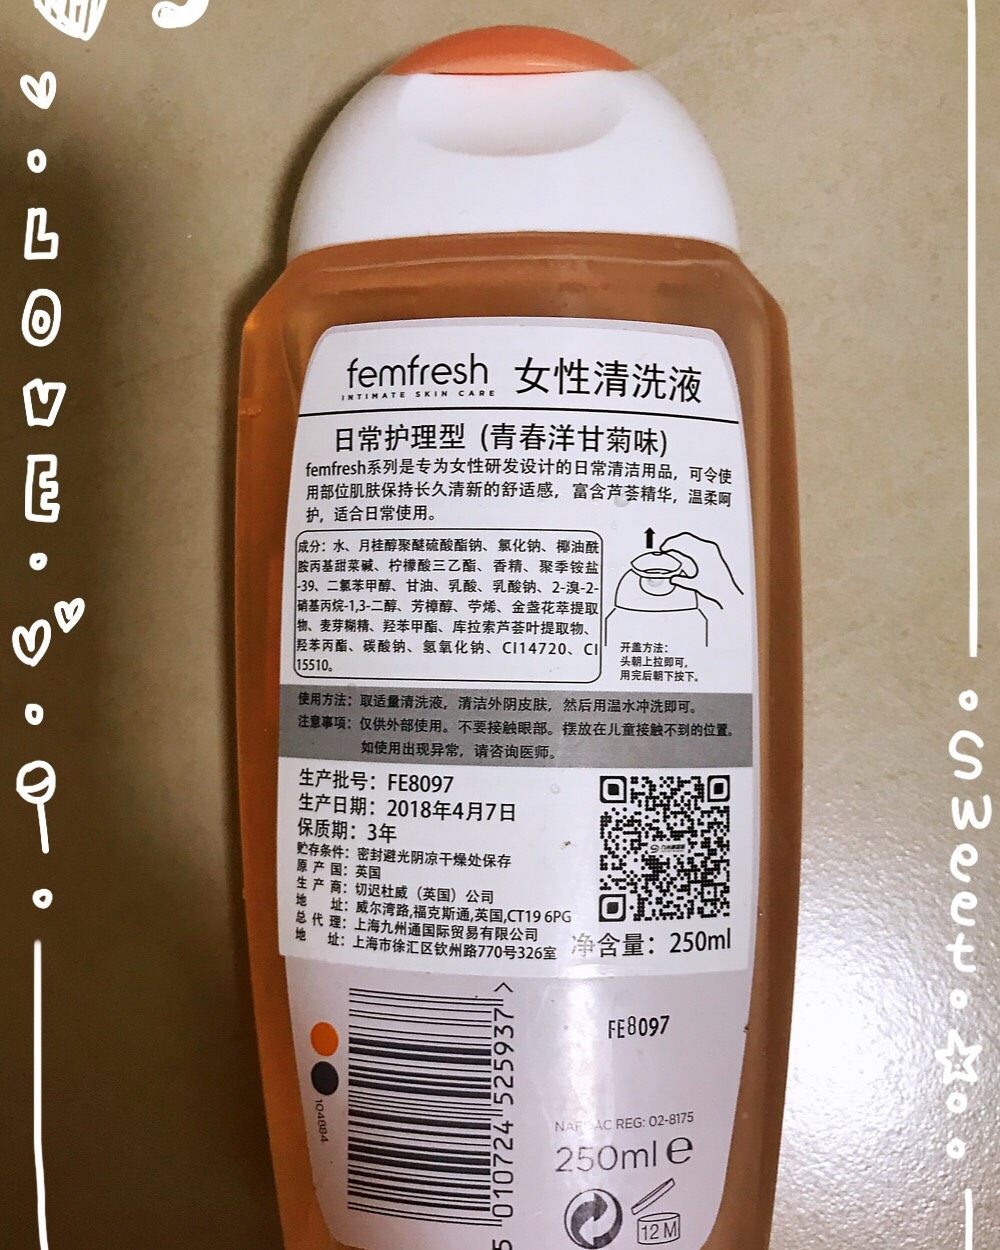 LOVE
Sweet
femfresh 女性清洗液
INTIMATE SKIN CARE
日常护理型 (青春洋甘菊味)
femfresh系列是专为女性研发设计的日常清洁用品，可令使
用部位肌肤保持长久清新的舒适感，富含芦荟精华，温柔呵
护，适合日常使用。
成分：水、月桂醇聚醚硫酸酯钠、氯化钠、椰油酰
胺丙基甜菜碱、柠檬酸三乙酯、香精、聚季铵盐
-39、二氯苯甲醇、甘油、乳酸、乳酸钠、2-溴-2-
硝基丙烷-1,3-二醇、芳樟醇、苧烯、金盏花萃提取
物、麦芽糊精、羟苯甲酯、库拉索芦荟叶提取物、
羟苯丙酯、碳酸钠、氢氧化钠、CI14720、CI
15510。
开盖方法：
头朝上拉即可，
用完后朝下按下。
使用方法：取适量清洗液，清洁外阴皮肤，然后用温水冲洗即可。
注意事项：仅供外部使用。不要接触眼部。摆放在儿童接触不到的位置。
如使用出现异常，请咨询医师。
生产批号：FE8097
生产日期：2018年4月7日
保质期：3年
贮存条件：密封避光阴凉干燥处保存
原产国：英国
生产商：切迟杜威（英国）公司
地址：威尔湾路,福克斯通,英国,CT19 6PG
总代理：上海九州通国际贸易有限公司
地址：上海市徐汇区钦州路770号326室
净含量：250ml
FE8097
104884
5 010724 525937 >
REG: 02-8175
250ml e
12 M